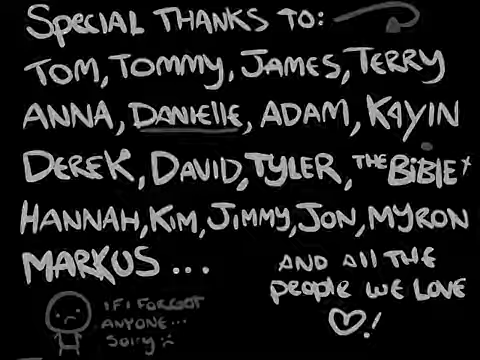 Special THANKS TO:
TOM, TOMMY, JAMES, TERRY
ANNA, DANIELLE, ADAM, KAYIN
DEREK, DAVID, TYLER, THE BiBLE
HANNAH, KIM, JIMMY, JON, MYRON
MARKUS ...
AND All THE
people WE LOVE
♡!
IF I FORGOT
ANYONE...
SORRY :(